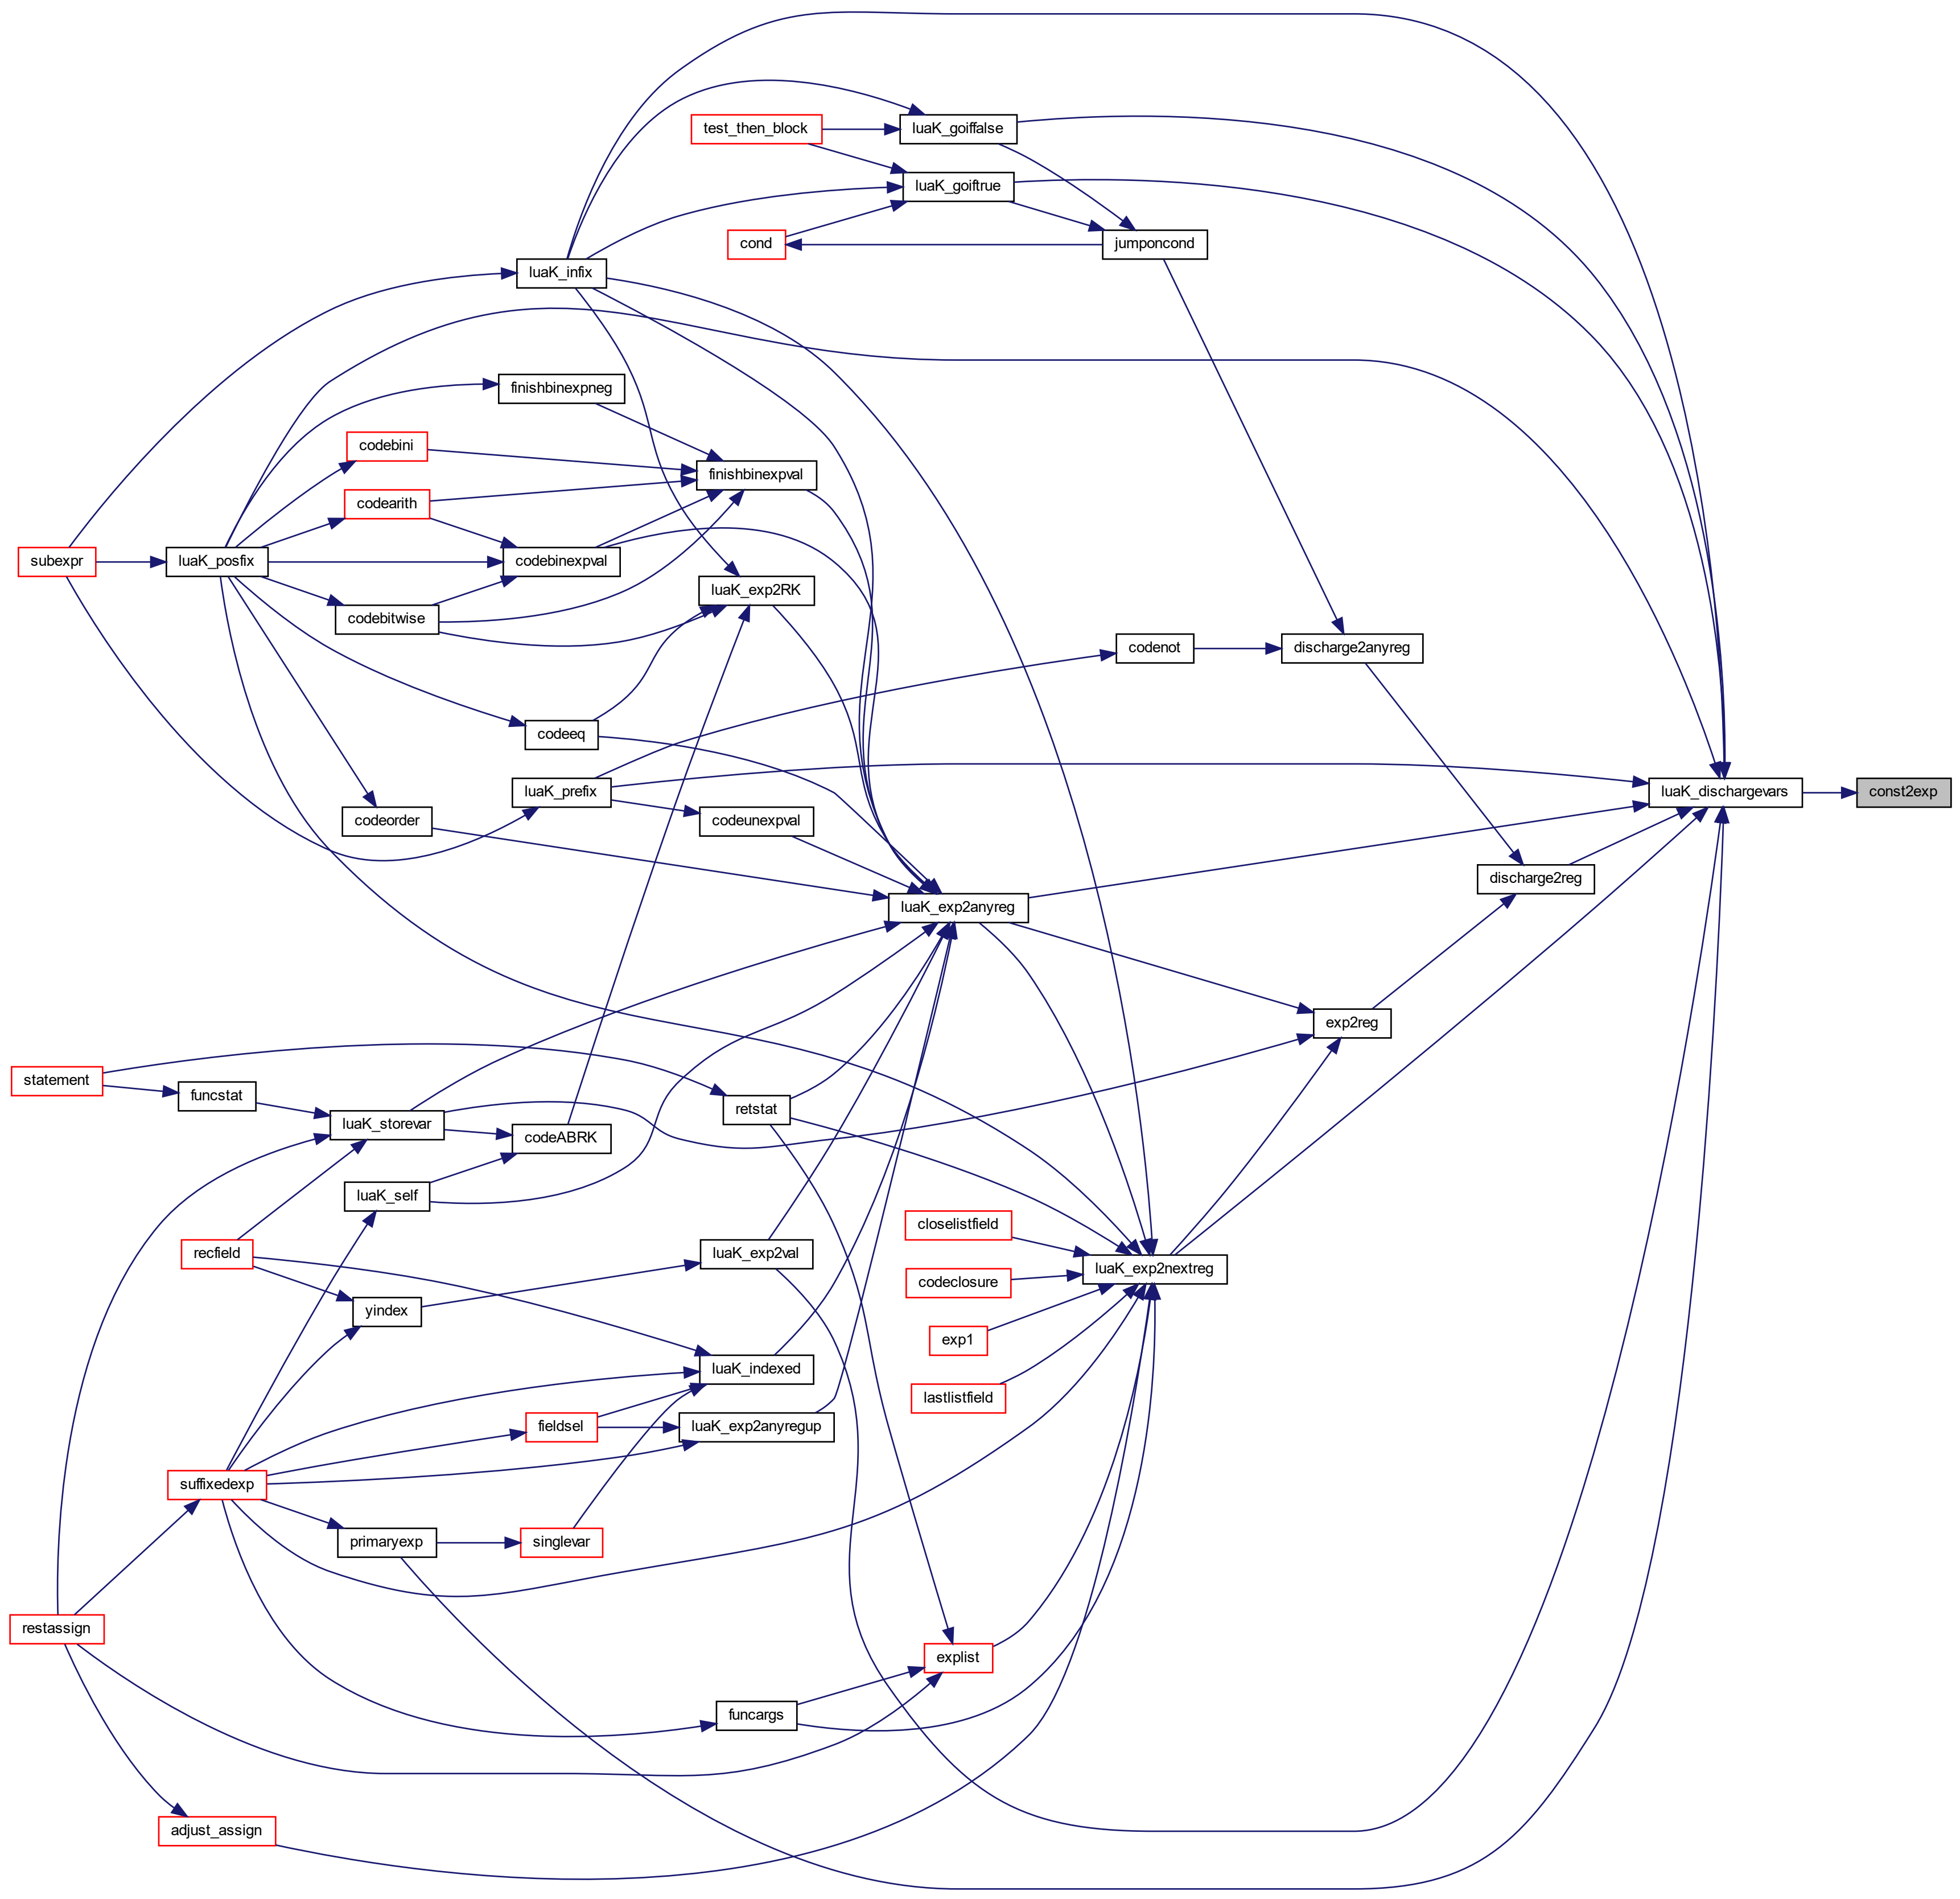 test_then_block
luaK_goiffalse
luaK_goiftrue
cond
jumponcond
luaK_infix
finishbinexpneg
codebini
finishbinexpval
codearith
subexpr
luaK_posfix
codebinexpval
luaK_exp2RK
codebitwise
codenot
discharge2anyreg
codeeq
luaK_prefix
luaK_dischargevars
const2exp
codeorder
codeunexpval
discharge2reg
luaK_exp2anyreg
exp2reg
statement
funcstat
retstat
luaK_storevar
codeABRK
luaK_self
closelistfield
recfield
luaK_exp2val
luaK_exp2nextreg
codeclosure
yindex
exp1
luaK_indexed
lastlistfield
fieldsel
luaK_exp2anyregup
suffixedexp
primaryexp
singlevar
restassign
explist
funcargs
adjust_assign